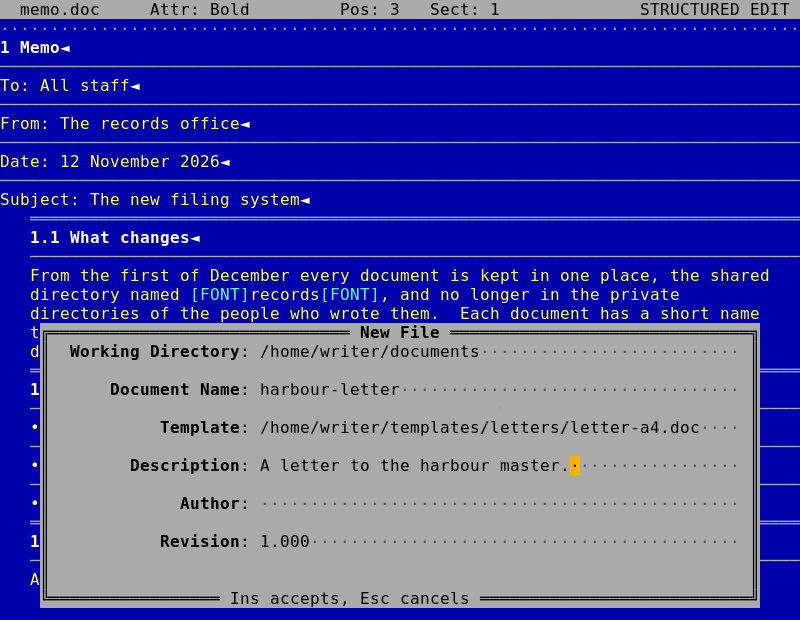 memo.doc Attr: Bold Pos: 3 Sect: 1 STRUCTURED EDIT
1 Memo◄
To: All staff◄
From: The records office◄
Date: 12 November 2026◄
Subject: The new filing system◄
1.1 What changes◄
From the first of December every document is kept in one place, the shared
directory named [FONT]records[FONT], and no longer in the private
directories of the people who wrote them.  Each document has a short name
t
d
New File
Working Directory: /home/writer/documents
1
Document Name: harbour-letter
• Template: /home/writer/templates/letters/letter-a4.doc
• Description: A letter to the harbour master.
• Author:
1 Revision: 1.000
A
Ins accepts, Esc cancels